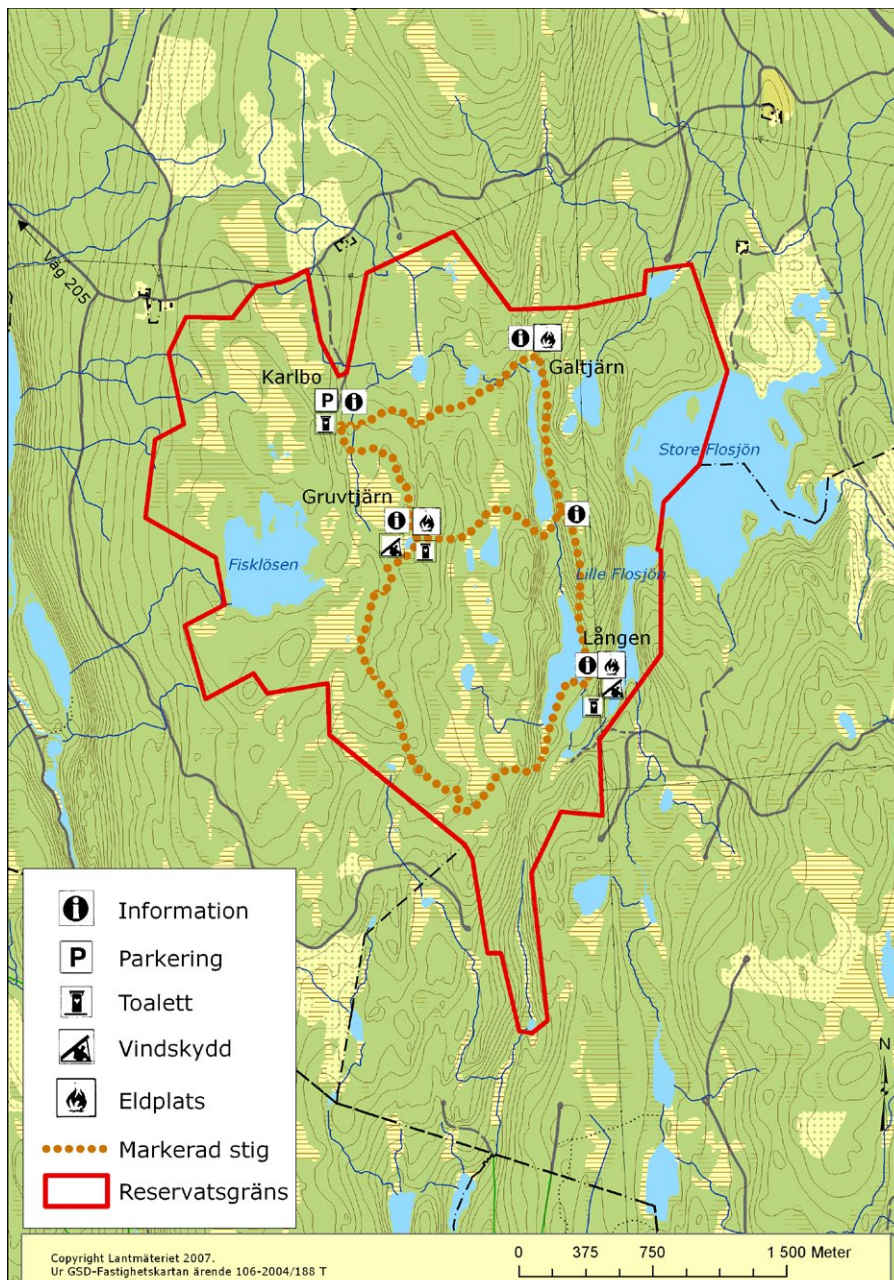 Väg 205
Karlbo
Galtjärn
P
Store Flosjön
Gruvtjärn
Fisklösen
Lille Flosjön
Lången
Information
P Parkering
Toalett
Vindskydd
Eldplats
Markerad stig
Reservatsgräns
N
Copyright Lantmäteriet 2007.
Ur GSD-Fastighetskartan ärende 106-2004/188 T
0 375 750 1 500 Meter